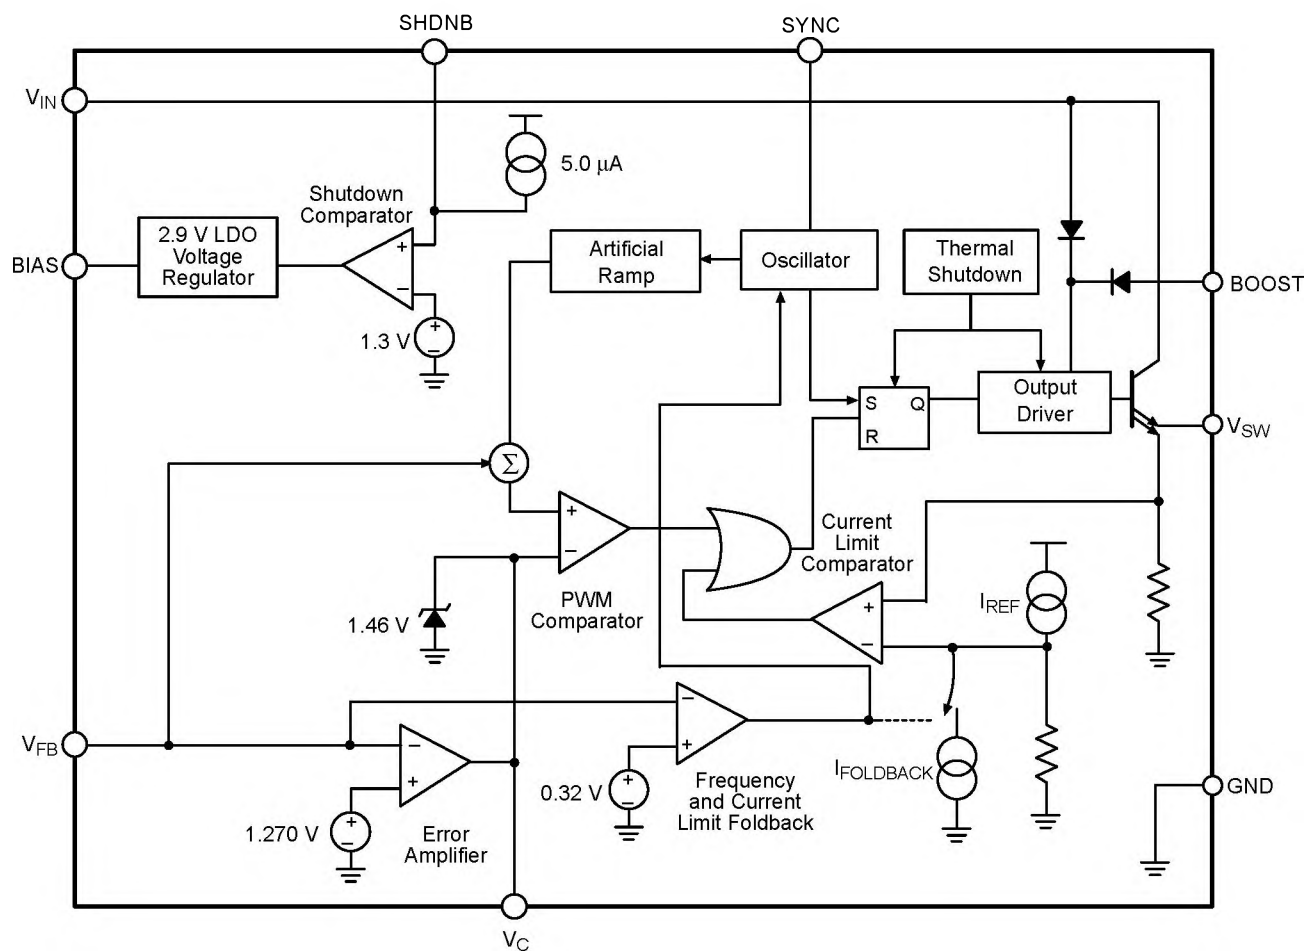 SHDNB
SYNC
V_IN
5.0 µA
Shutdown
Comparator
2.9 V LDO
Voltage
Regulator
BIAS
+
−
1.3 V
+
−
Artificial
Ramp
Oscillator
Thermal
Shutdown
BOOST
S
Q
R
Output
Driver
V_SW
Σ
+
−
PWM
Comparator
1.46 V
Current
Limit
Comparator
+
−
I_REF
V_FB
−
+
1.270 V
+
−
Error
Amplifier
−
+
0.32 V
+
−
Frequency
and Current
Limit Foldback
I_FOLDBACK
GND
V_C